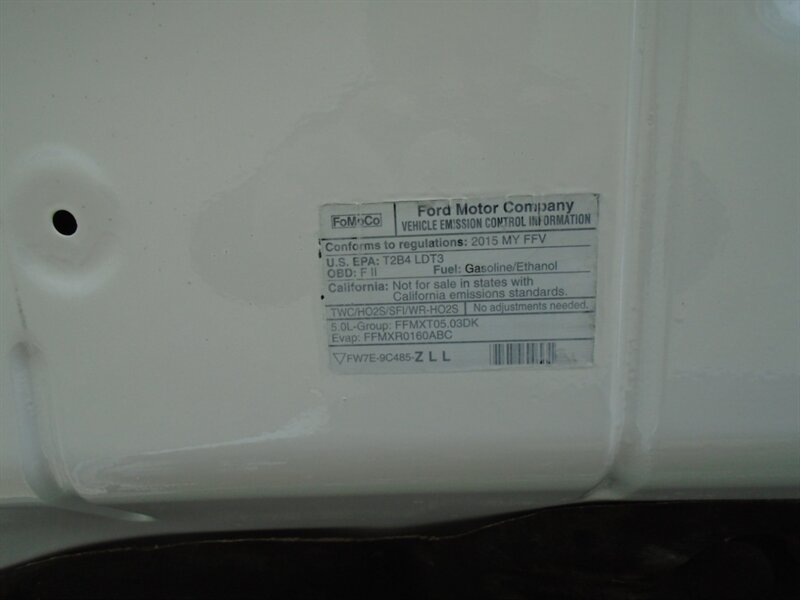 FoMoCo
Ford Motor Company
VEHICLE EMISSION CONTROL INFORMATION
Conforms to regulations: 2015 MY FFV
U.S. EPA: T2B4 LDT3
OBD: F II Fuel: Gasoline/Ethanol
California: Not for sale in states with
California emissions standards.
TWC/HO2S/SFI/WR-HO2S No adjustments needed.
5.0L-Group: FFMXT05.03DK
Evap: FFMXR0160ABC
FW7E-9C485-ZLL